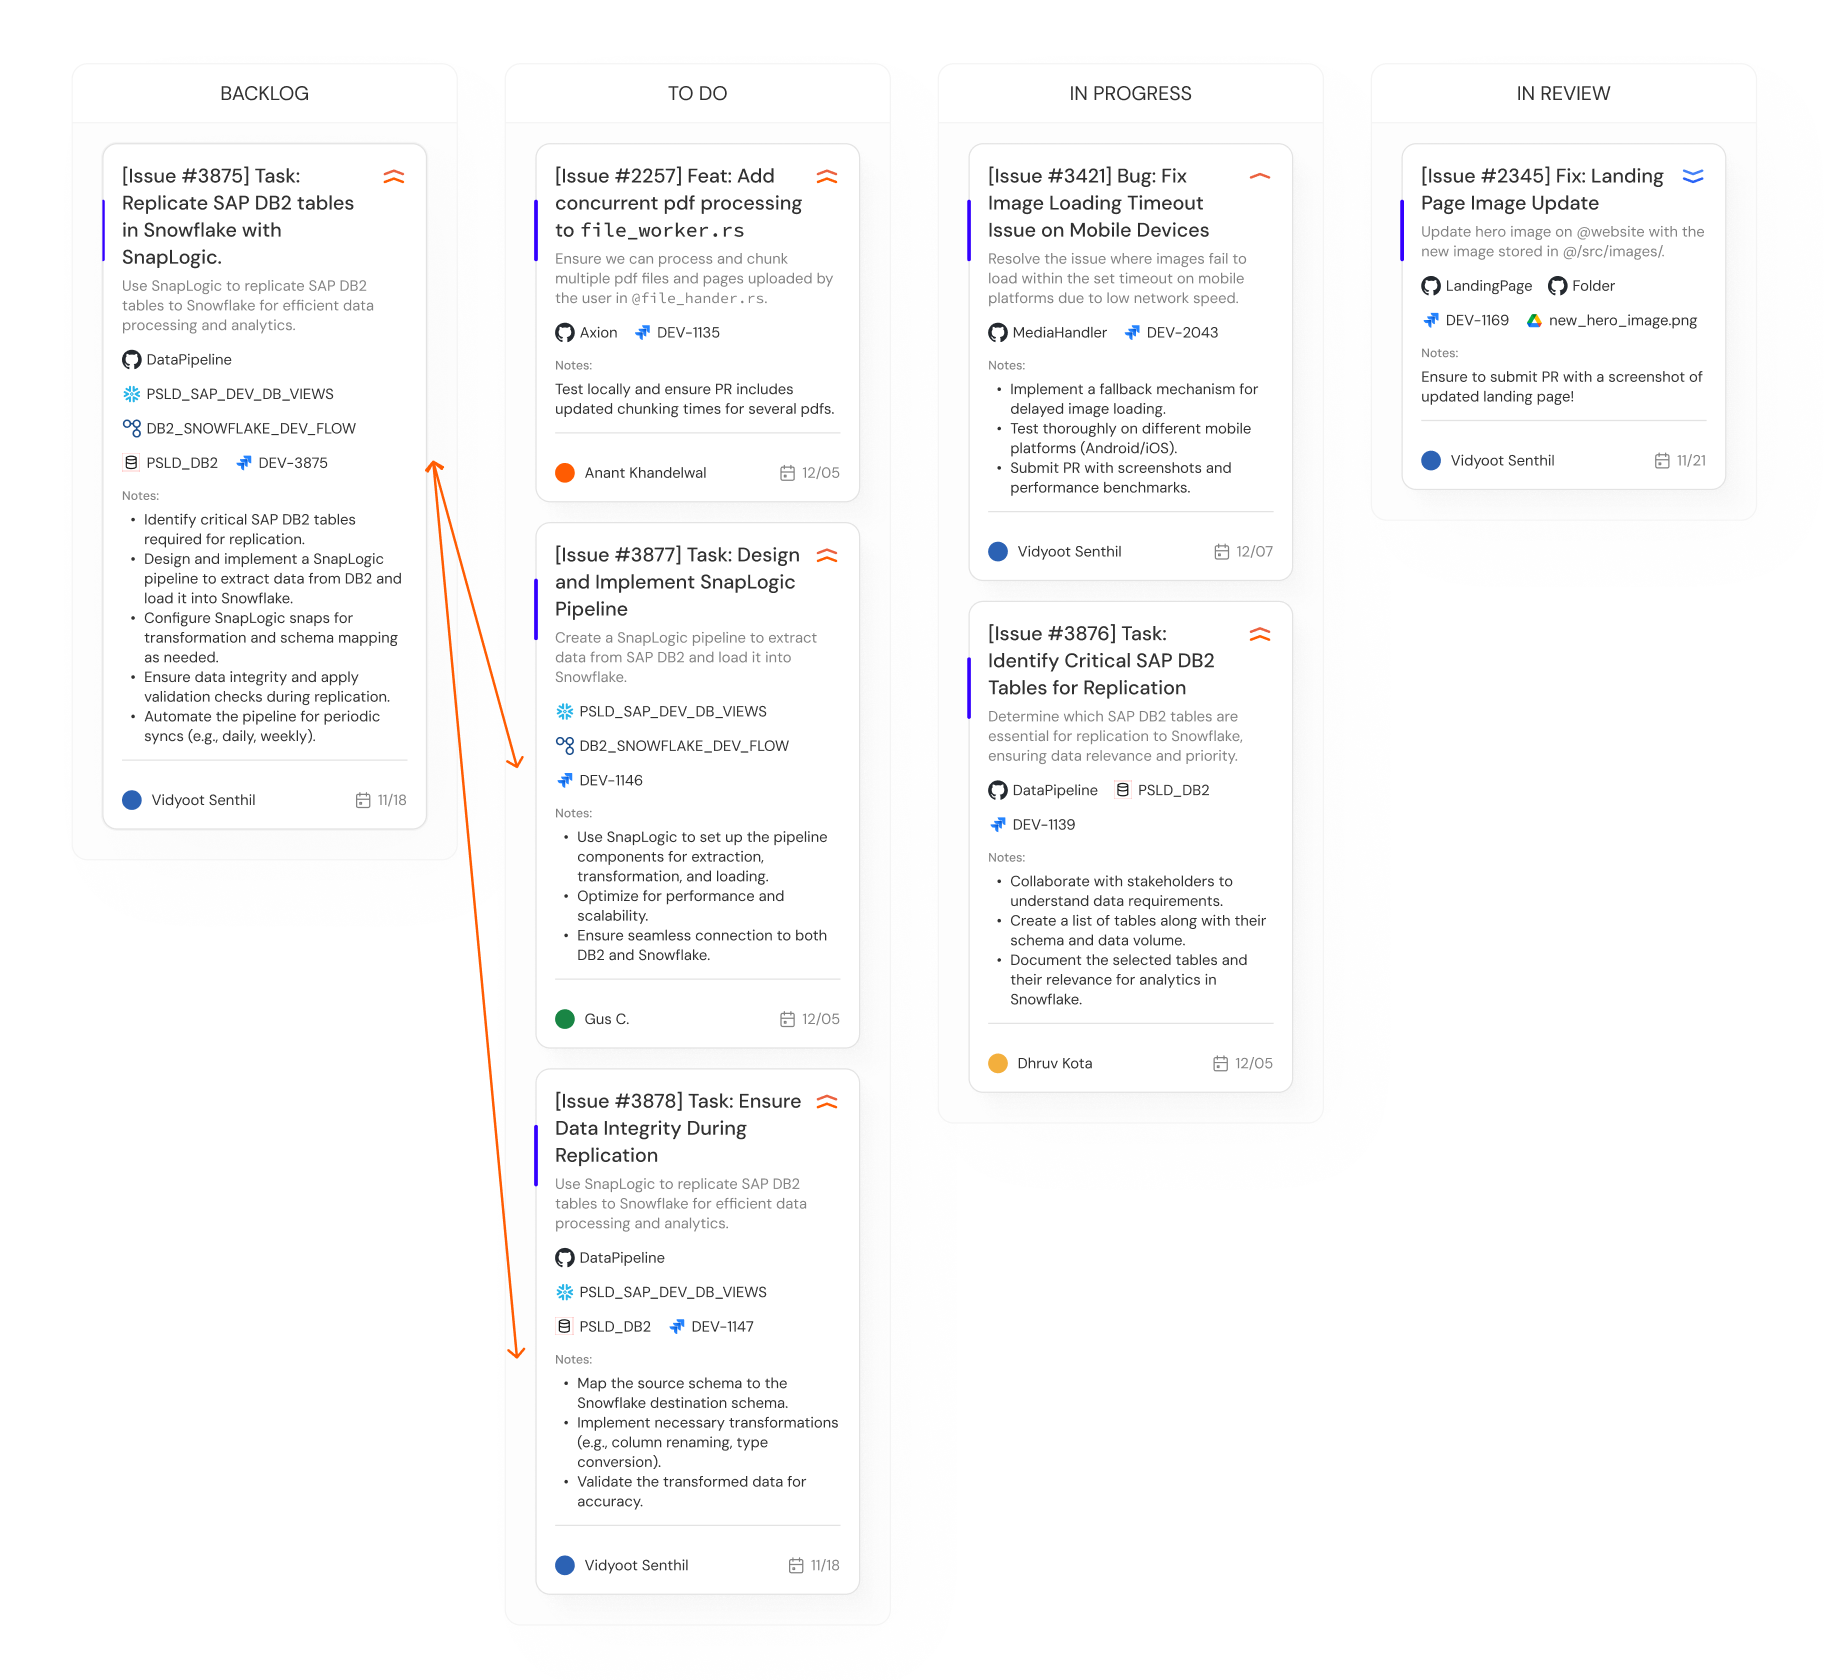 BACKLOG
[Issue #3875] Task:
Replicate SAP DB2 tables
in Snowflake with
SnapLogic.
Use SnapLogic to replicate SAP DB2
tables to Snowflake for efficient data
processing and analytics.
DataPipeline
PSLD_SAP_DEV_DB_VIEWS
DB2_SNOWFLAKE_DEV_FLOW
PSLD_DB2 DEV-3875
Notes:
• Identify critical SAP DB2 tables
required for replication.
• Design and implement a SnapLogic
pipeline to extract data from DB2 and
load it into Snowflake.
• Configure SnapLogic snaps for
transformation and schema mapping
as needed.
• Ensure data integrity and apply
validation checks during replication.
• Automate the pipeline for periodic
syncs (e.g., daily, weekly).
Vidyoot Senthil 11/18
TO DO
[Issue #2257] Feat: Add
concurrent pdf processing
to file_worker.rs
Ensure we can process and chunk
multiple pdf files and pages uploaded by
the user in @file_hander.rs.
Axion DEV-1135
Notes:
Test locally and ensure PR includes
updated chunking times for several pdfs.
Anant Khandelwal 12/05
[Issue #3877] Task: Design
and Implement SnapLogic
Pipeline
Create a SnapLogic pipeline to extract
data from SAP DB2 and load it into
Snowflake.
PSLD_SAP_DEV_DB_VIEWS
DB2_SNOWFLAKE_DEV_FLOW
DEV-1146
Notes:
• Use SnapLogic to set up the pipeline
components for extraction,
transformation, and loading.
• Optimize for performance and
scalability.
• Ensure seamless connection to both
DB2 and Snowflake.
Gus C. 12/05
[Issue #3878] Task: Ensure
Data Integrity During
Replication
Use SnapLogic to replicate SAP DB2
tables to Snowflake for efficient data
processing and analytics.
DataPipeline
PSLD_SAP_DEV_DB_VIEWS
PSLD_DB2 DEV-1147
Notes:
• Map the source schema to the
Snowflake destination schema.
• Implement necessary transformations
(e.g., column renaming, type
conversion).
• Validate the transformed data for
accuracy.
Vidyoot Senthil 11/18
IN PROGRESS
[Issue #3421] Bug: Fix
Image Loading Timeout
Issue on Mobile Devices
Resolve the issue where images fail to
load within the set timeout on mobile
platforms due to low network speed.
MediaHandler DEV-2043
Notes:
• Implement a fallback mechanism for
delayed image loading.
• Test thoroughly on different mobile
platforms (Android/iOS).
• Submit PR with screenshots and
performance benchmarks.
Vidyoot Senthil 12/07
[Issue #3876] Task:
Identify Critical SAP DB2
Tables for Replication
Determine which SAP DB2 tables are
essential for replication to Snowflake,
ensuring data relevance and priority.
DataPipeline PSLD_DB2
DEV-1139
Notes:
• Collaborate with stakeholders to
understand data requirements.
• Create a list of tables along with their
schema and data volume.
• Document the selected tables and
their relevance for analytics in
Snowflake.
Dhruv Kota 12/05
IN REVIEW
[Issue #2345] Fix: Landing
Page Image Update
Update hero image on @website with the
new image stored in @/src/images/.
LandingPage Folder
DEV-1169 new_hero_image.png
Notes:
Ensure to submit PR with a screenshot of
updated landing page!
Vidyoot Senthil 11/21